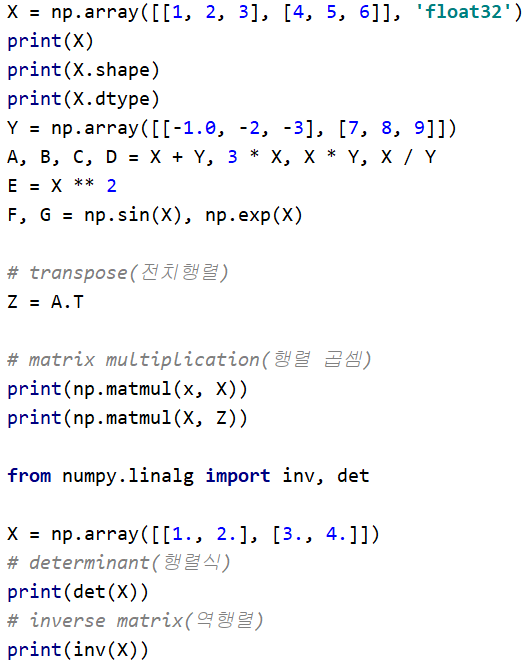 X = np.array([[1, 2, 3], [4, 5, 6]], 'float32')
print(X)
print(X.shape)
print(X.dtype)
Y = np.array([[-1.0, -2, -3], [7, 8, 9]])
A, B, C, D = X + Y, 3 * X, X * Y, X / Y
E = X ** 2
F, G = np.sin(X), np.exp(X)
# transpose(전치행렬)
Z = A.T
# matrix multiplication(행렬 곱셈)
print(np.matmul(x, X))
print(np.matmul(X, Z))
from numpy.linalg import inv, det
X = np.array([[1., 2.], [3., 4.]])
# determinant(행렬식)
print(det(X))
# inverse matrix(역행렬)
print(inv(X))